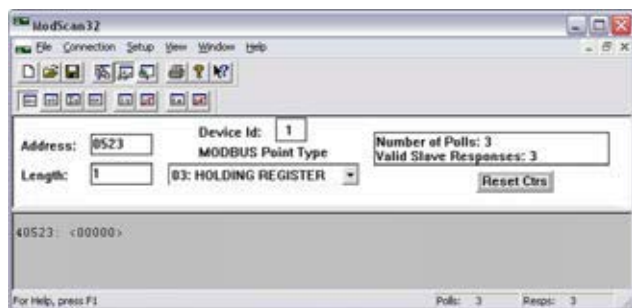 ModScan32
File Connection Setup View Window Help
Address: 0523
Device Id: 1
MODBUS Point Type
Length: 1
03: HOLDING REGISTER
Number of Polls: 3
Valid Slave Responses: 3
Reset Ctrs
40523: <00000>
For Help, press F1
Polls: 3
Resps: 3